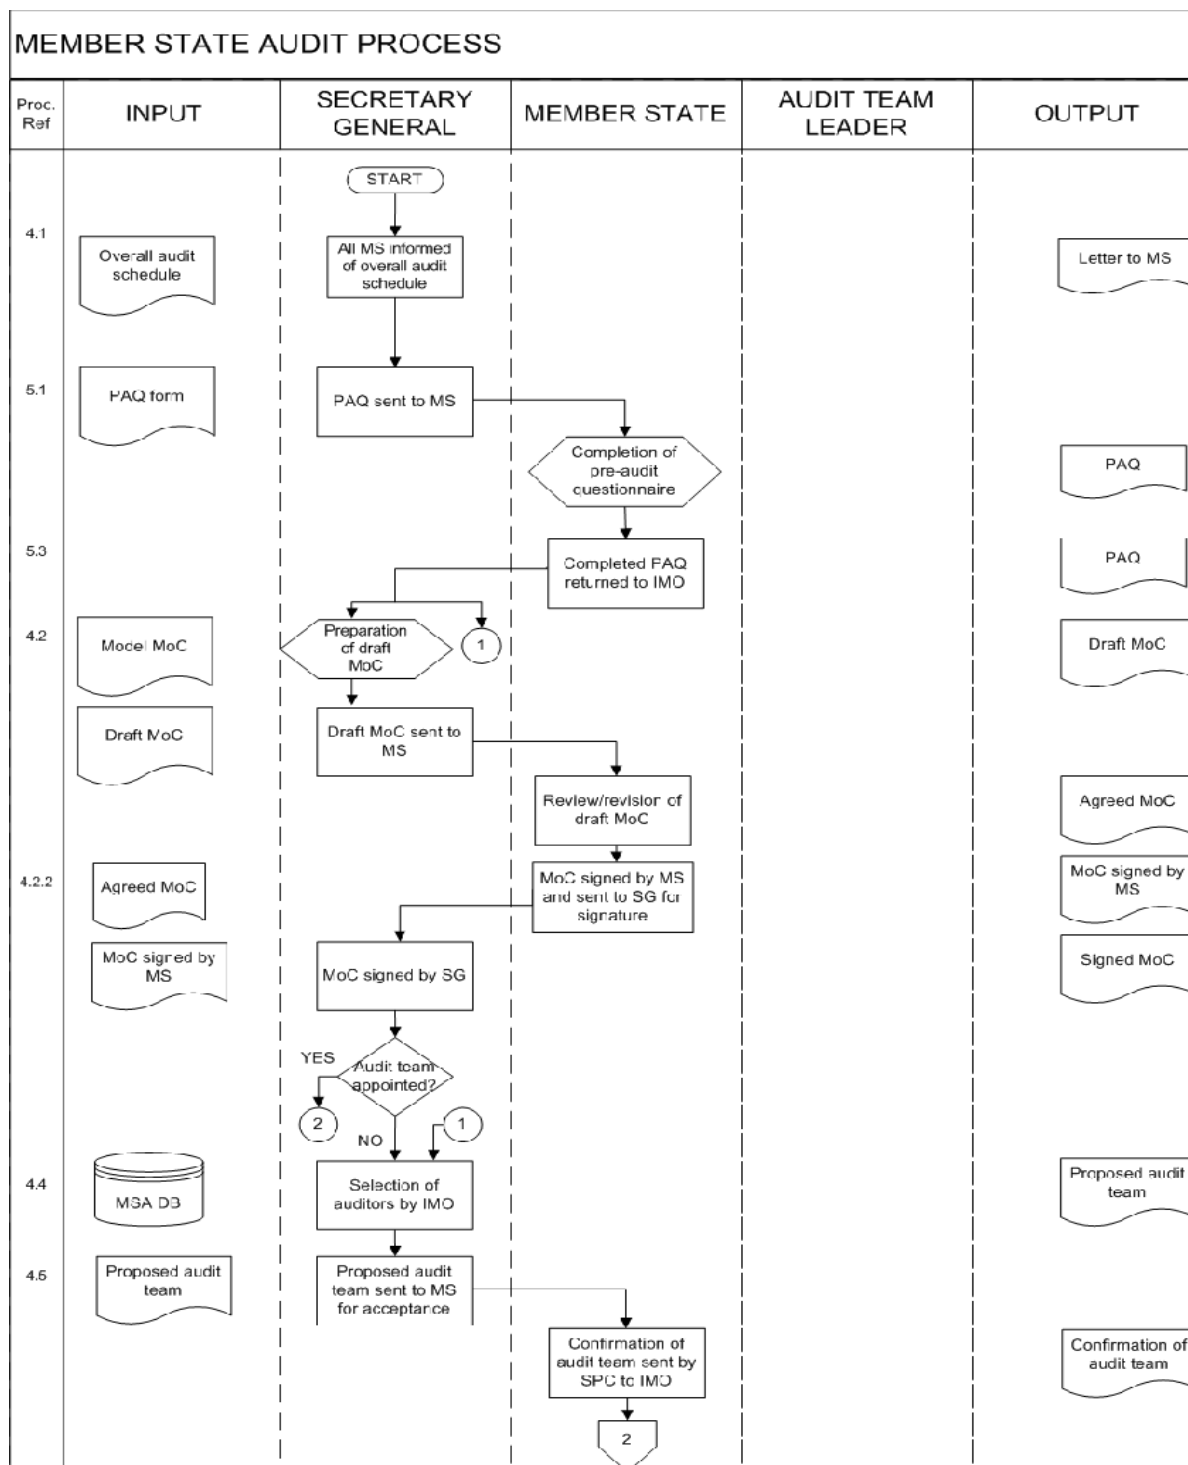 MEMBER STATE AUDIT PROCESS
Proc.
Ref
INPUT
SECRETARY
GENERAL
MEMBER STATE
AUDIT TEAM
LEADER
OUTPUT
START
4.1
Overall audit
schedule
All MS informed
of overall audit
schedule
Letter to MS
5.1
PAQ form
PAQ sent to MS
Completion of
pre-audit
questionnaire
PAQ
5.3
Completed PAQ
returned to IMO
PAQ
4.2
Model MoC
Preparation
of draft
MoC
1
Draft MoC
Draft MoC
Draft MoC sent to
MS
Review/revision of
draft MoC
Agreed MoC
4.2.2
Agreed MoC
MoC signed by MS
and sent to SG for
signature
MoC signed by
MS
MoC signed by
MS
MoC signed by SG
Signed MoC
YES
Audit team
appointed?
2
NO
1
4.4
MSA DB
Selection of
auditors by IMO
Proposed audit
team
4.5
Proposed audit
team
Proposed audit
team sent to MS
for acceptance
Confirmation of
audit team sent by
SPC to IMO
Confirmation of
audit team
2